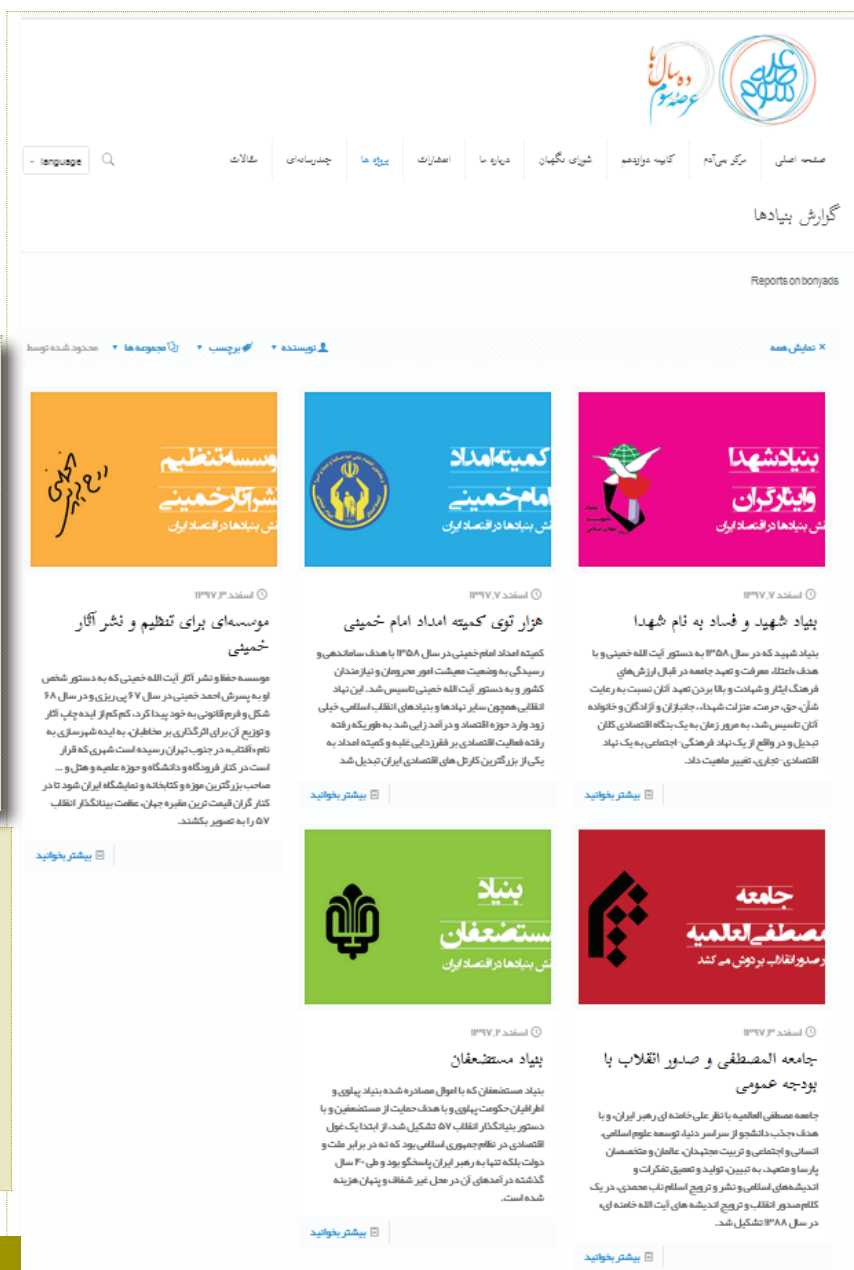 ده سال با
عرصه سوم
عرصه سوم
صفحه اصلی
مرکز بی‌آدم
کابینه دوازدهم
شورای نگهبان
درباره ما
انتشارات
پروژه ها
چندرسانه‌ای
مقالات
language
گزارش بنیادها
Reports on bonyads
× نمایش همه
نویسنده
برچسب
مجموعه ها
محدود شده توسط
بنیاد شهدا
وایثارگران
نش بنیادها در اقتصاد ایران
اسفند ۷, ۱۳۹۷
بنیاد شهید و فساد به نام شهدا
بنیاد شهید که در سال ۱۳۵۸ به دستور آیت الله خمینی و با
هدف «اعتلاء معرفت و تعهد جامعه در قبال ارزش‌های
فرهنگ ایثار و شهادت و بالا بردن تعهد آنان نسبت به رعایت
شأن، حق، حرمت، منزلت شهدا»، جانبازان و آزادگان و خانواده
آنان تاسیس شد، به مرور زمان به یک بنگاه اقتصادی کلان
تبدیل و در واقع از یک نهاد فرهنگی-اجتماعی به یک نهاد
اقتصادی-تجاری، تغییر ماهیت داد.
بیشتر بخوانید
کمیته امداد
امام خمینی
نش بنیادها در اقتصاد ایران
اسفند ۷, ۱۳۹۷
هزار توی کمیته امداد امام خمینی
کمیته امداد امام خمینی در سال ۱۳۵۸ با هدف ساماندهی و
رسیدگی به وضعیت معیشت امور محرومان و نیازمندان
کشور و به دستور آیت الله خمینی تاسیس شد. این نهاد
انقلابی همچون سایر نهادها و بنیادهای انقلاب اسلامی، خیلی
زود وارد حوزه اقتصاد و درآمد زایی شد به طوریکه رفته
رفته فعالیت اقتصادی بر فقرزدایی غلبه و کمیته امداد به
یکی از بزرگترین کارتل های اقتصادی ایران تبدیل شد
بیشتر بخوانید
وسسه تنظیم
نشر آثار خمینی
نش بنیادها در اقتصاد ایران
اسفند ۳, ۱۳۹۷
موسسه‌ای برای تنظیم و نشر آثار
خمینی
موسسه حفظ و نشر آثار آیت الله خمینی که به دستور شخص
او به پسرش احمد خمینی در سال ۶۷ پی ریزی و در سال ۶۸
شکل و فرم قانونی به خود پیدا کرد، کم کم از ایده چاپ آثار
و توزیع آن برای اثرگذاری بر مخاطبان، به ایده شهرسازی به
نام «آفتاب» در جنوب تهران رسیده است شهری که قرار
است در کنار فرودگاه و دانشگاه و حوزه علمیه و هتل و ...
صاحب بزرگترین موزه و کتابخانه و نمایشگاه ایران شود تا در
کنار گران قیمت ترین مقبره جهان، عظمت بینانگذار انقلاب
۵۷ را به تصویر بکشند.
بیشتر بخوانید
جامعه
مصطفی العالمیه
ر صدور انقلاب بر دوش می کشد
اسفند ۳, ۱۳۹۷
جامعه المصطفی و صدور انقلاب با
بودجه عمومی
جامعه مصطفی العالمیه با نظر علی خامنه ای رهبر ایران، و با
هدف «جذب دانشجو از سراسر دنیا، توسعه علوم اسلامی،
انسانی و اجتماعی و تربیت مجتهدان، عالمان و متخصصان
پارسا و متعهد، به تبیین، تولید و تعمیق تفکرات و
اندیشه‌های اسلامی و نشر و ترویج اسلام ناب محمدی، در یک
کلام صدور انقلاب و ترویج اندیشه های آیت الله خامنه ای»
در سال ۱۳۸۸ تشکیل شد.
بیشتر بخوانید
بنیاد
مستضعفان
نش بنیادها در اقتصاد ایران
اسفند ۲, ۱۳۹۷
بنیاد مستضعفان
بنیاد مستضعفان که با اموال مصادره شده بنیاد پهلوی و
اطرافیان حکومت پهلوی و با هدف حمایت از مستضعفین و با
دستور بنیانگذار انقلاب ۵۷ تشکیل شد، از ابتدا یک غول
اقتصادی در نظام جمهوری اسلامی بود که نه در برابر ملت و
دولت بلکه تنها به رهبر ایران پاسخگو بود و طی ۴۰ سال
گذشته درآمدهای آن در محل غیر شفاف و پنهان هزینه
شده است.
بیشتر بخوانید